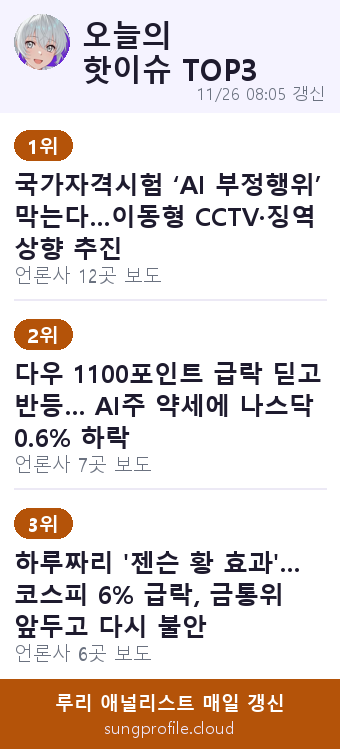 오늘의
핫이슈 TOP3
11/26 08:05 갱신
1위
국가자격시험 ‘AI 부정행위’
막는다…이동형 CCTV·징역
상향 추진
언론사 12곳 보도
2위
다우 1100포인트 급락 딛고
반등… AI주 약세에 나스닥
0.6% 하락
언론사 7곳 보도
3위
하루짜리 '젠슨 황 효과'…
코스피 6% 급락, 금통위
앞두고 다시 불안
언론사 6곳 보도
루리 애널리스트 매일 갱신
sungprofile.cloud